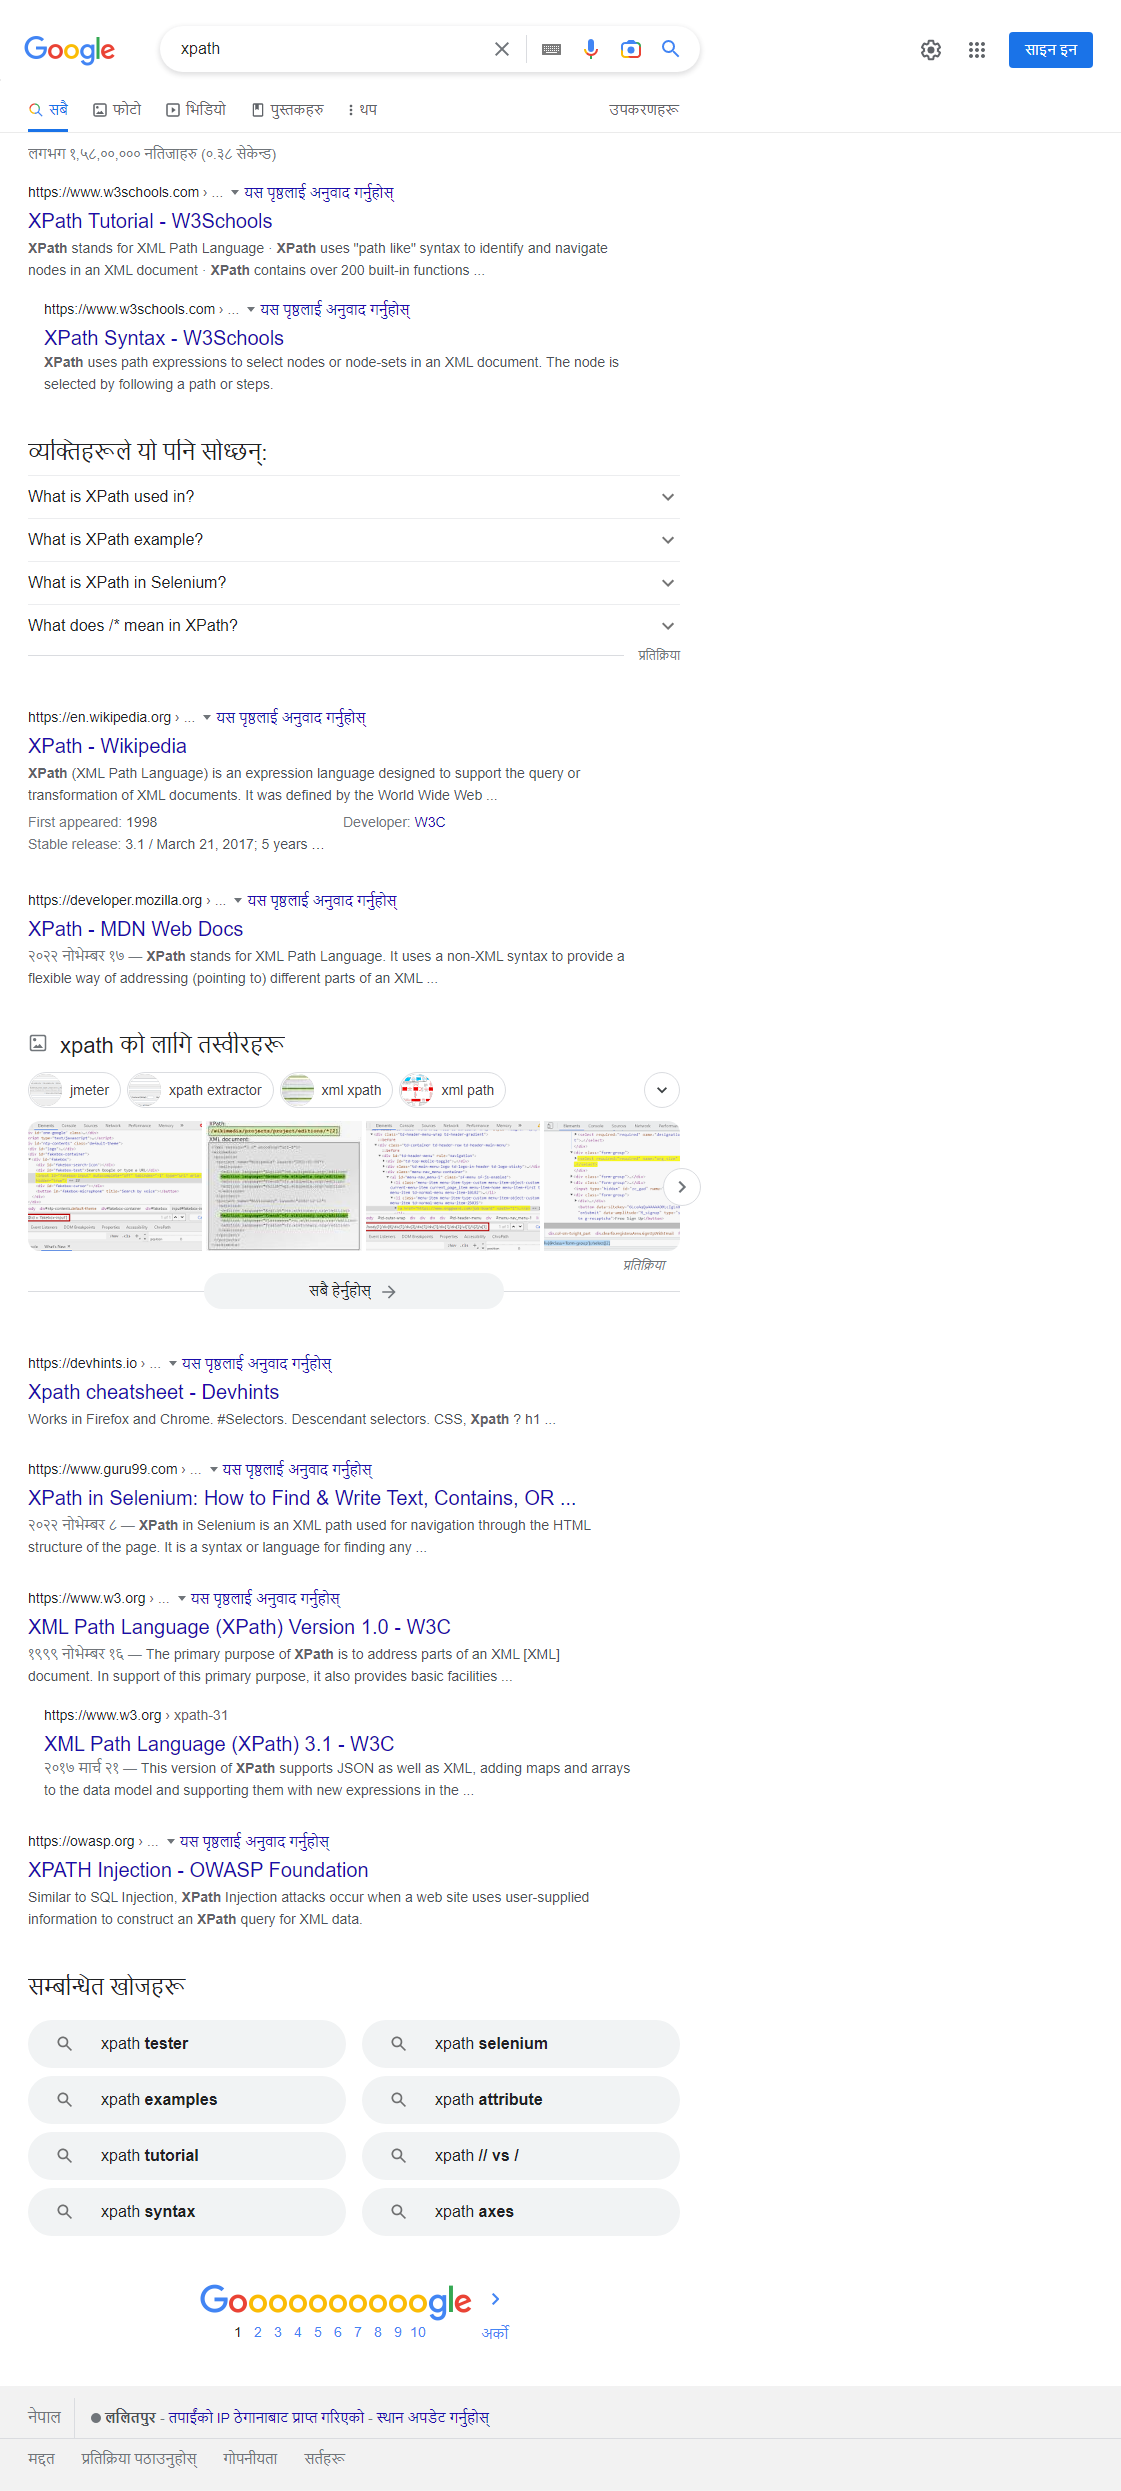 Google
xpath
साइन इन
सबै
फोटो
भिडियो
पुस्तकहरु
थप
उपकरणहरू
लगभग १,५८,००,००० नतिजाहरु (०.३८ सेकेन्ड)
https://www.w3schools.com › ... यस पृष्ठलाई अनुवाद गर्नुहोस्
XPath Tutorial - W3Schools
XPath stands for XML Path Language · XPath uses "path like" syntax to identify and navigate
nodes in an XML document · XPath contains over 200 built-in functions ...
https://www.w3schools.com › ... यस पृष्ठलाई अनुवाद गर्नुहोस्
XPath Syntax - W3Schools
XPath uses path expressions to select nodes or node-sets in an XML document. The node is
selected by following a path or steps.
व्यक्तिहरूले यो पनि सोध्छन्:
What is XPath used in?
What is XPath example?
What is XPath in Selenium?
What does /* mean in XPath?
प्रतिक्रिया
https://en.wikipedia.org › ... यस पृष्ठलाई अनुवाद गर्नुहोस्
XPath - Wikipedia
XPath (XML Path Language) is an expression language designed to support the query or
transformation of XML documents. It was defined by the World Wide Web ...
First appeared: 1998 Developer: W3C
Stable release: 3.1 / March 21, 2017; 5 years ...
https://developer.mozilla.org › ... यस पृष्ठलाई अनुवाद गर्नुहोस्
XPath - MDN Web Docs
२०२२ नोभेम्बर १७ — XPath stands for XML Path Language. It uses a non-XML syntax to provide a
flexible way of addressing (pointing to) different parts of an XML ...
xpath को लागि तस्वीरहरू
jmeter
xpath extractor
xml xpath
xml path
XPath:
/wikimedia/projects/project/editions/*[2]
XML document:
प्रतिक्रिया
सबै हेर्नुहोस्
https://devhints.io › ... यस पृष्ठलाई अनुवाद गर्नुहोस्
Xpath cheatsheet - Devhints
Works in Firefox and Chrome. #Selectors. Descendant selectors. CSS, Xpath ? h1 ...
https://www.guru99.com › ... यस पृष्ठलाई अनुवाद गर्नुहोस्
XPath in Selenium: How to Find & Write Text, Contains, OR ...
२०२२ नोभेम्बर ८ — XPath in Selenium is an XML path used for navigation through the HTML
structure of the page. It is a syntax or language for finding any ...
https://www.w3.org › ... यस पृष्ठलाई अनुवाद गर्नुहोस्
XML Path Language (XPath) Version 1.0 - W3C
१९९९ नोभेम्बर १६ — The primary purpose of XPath is to address parts of an XML [XML]
document. In support of this primary purpose, it also provides basic facilities ...
https://www.w3.org › xpath-31
XML Path Language (XPath) 3.1 - W3C
२०१७ मार्च २१ — This version of XPath supports JSON as well as XML, adding maps and arrays
to the data model and supporting them with new expressions in the ...
https://owasp.org › ... यस पृष्ठलाई अनुवाद गर्नुहोस्
XPATH Injection - OWASP Foundation
Similar to SQL Injection, XPath Injection attacks occur when a web site uses user-supplied
information to construct an XPath query for XML data.
सम्बन्धित खोजहरू
xpath tester
xpath selenium
xpath examples
xpath attribute
xpath tutorial
xpath // vs /
xpath syntax
xpath axes
Goooooooooogle
1 2 3 4 5 6 7 8 9 10 अर्को
नेपाल
ललितपुर - तपाईंको IP ठेगानाबाट प्राप्त गरिएको - स्थान अपडेट गर्नुहोस्
मद्दत प्रतिक्रिया पठाउनुहोस् गोपनीयता सर्तहरू